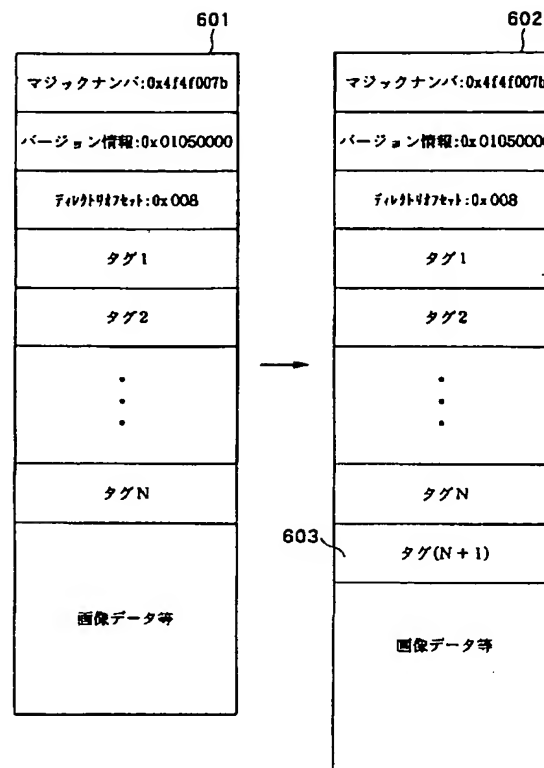 601
マジックナンバ:0x4f4f007b
バージョン情報:0x01050000
ディレクトリオフセット:0x008
タグ1
タグ2
タグN
画像データ等
602
マジックナンバ:0x4f4f007b
バージョン情報:0x0105000
ディレクトリオフセット:0x008
タグ1
タグ2
タグN
603
タグ(N+1)
画像データ等